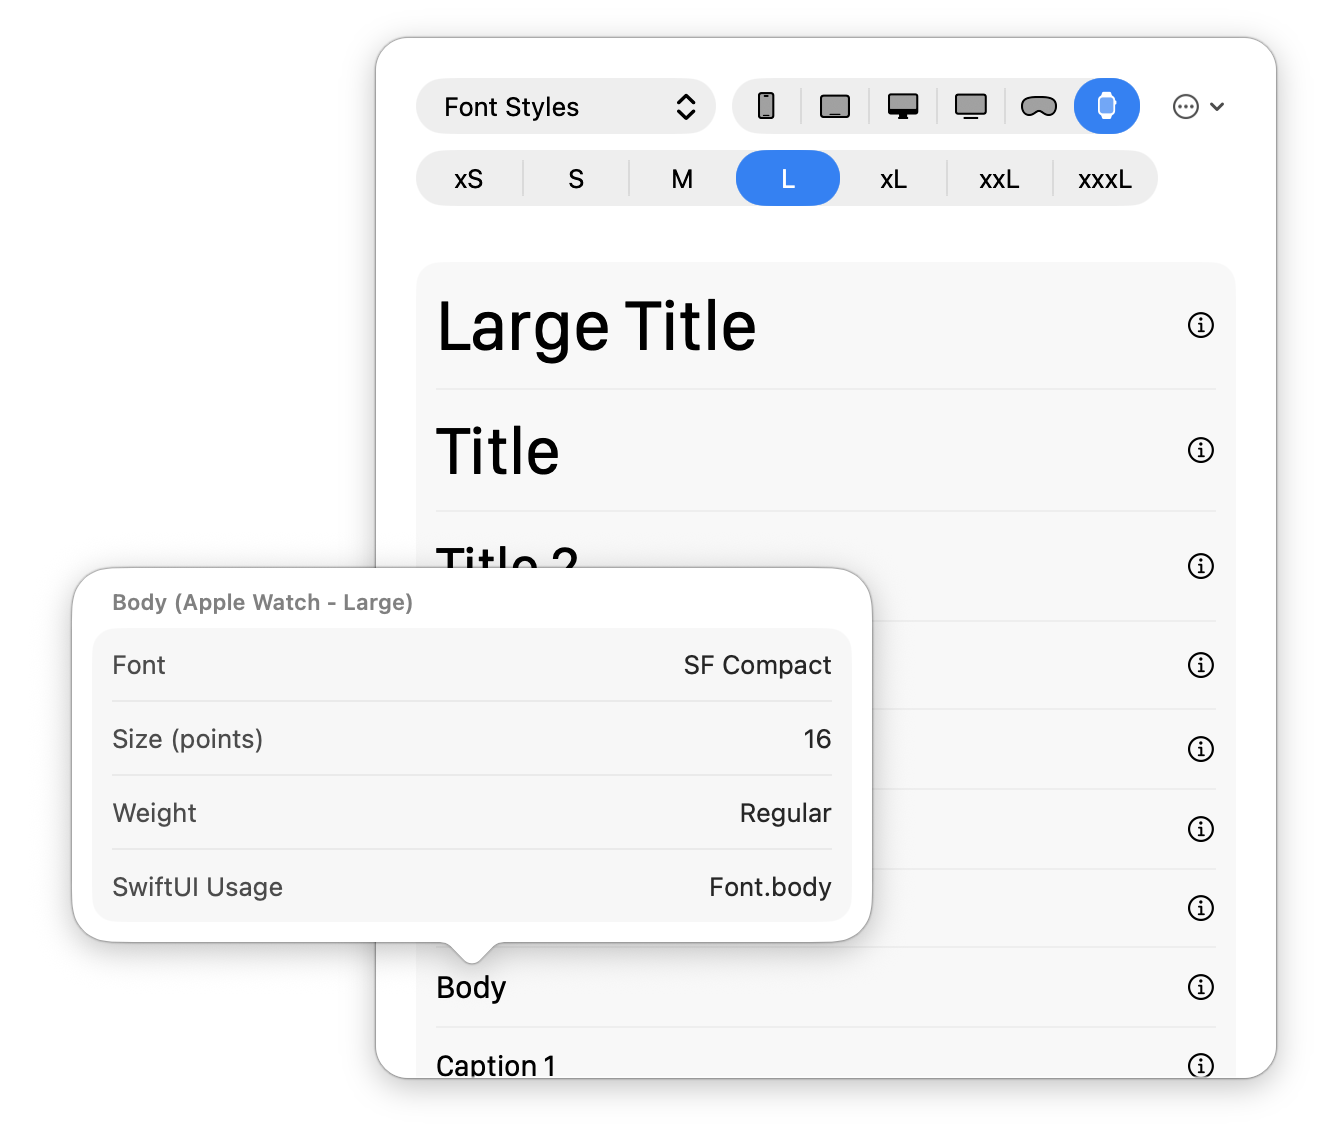 Font Styles
xS S M L xL xxL xxxL
Large Title
Title
Title 2
Body (Apple Watch - Large)
Font SF Compact
Size (points) 16
Weight Regular
SwiftUI Usage Font.body
Body
Caption 1